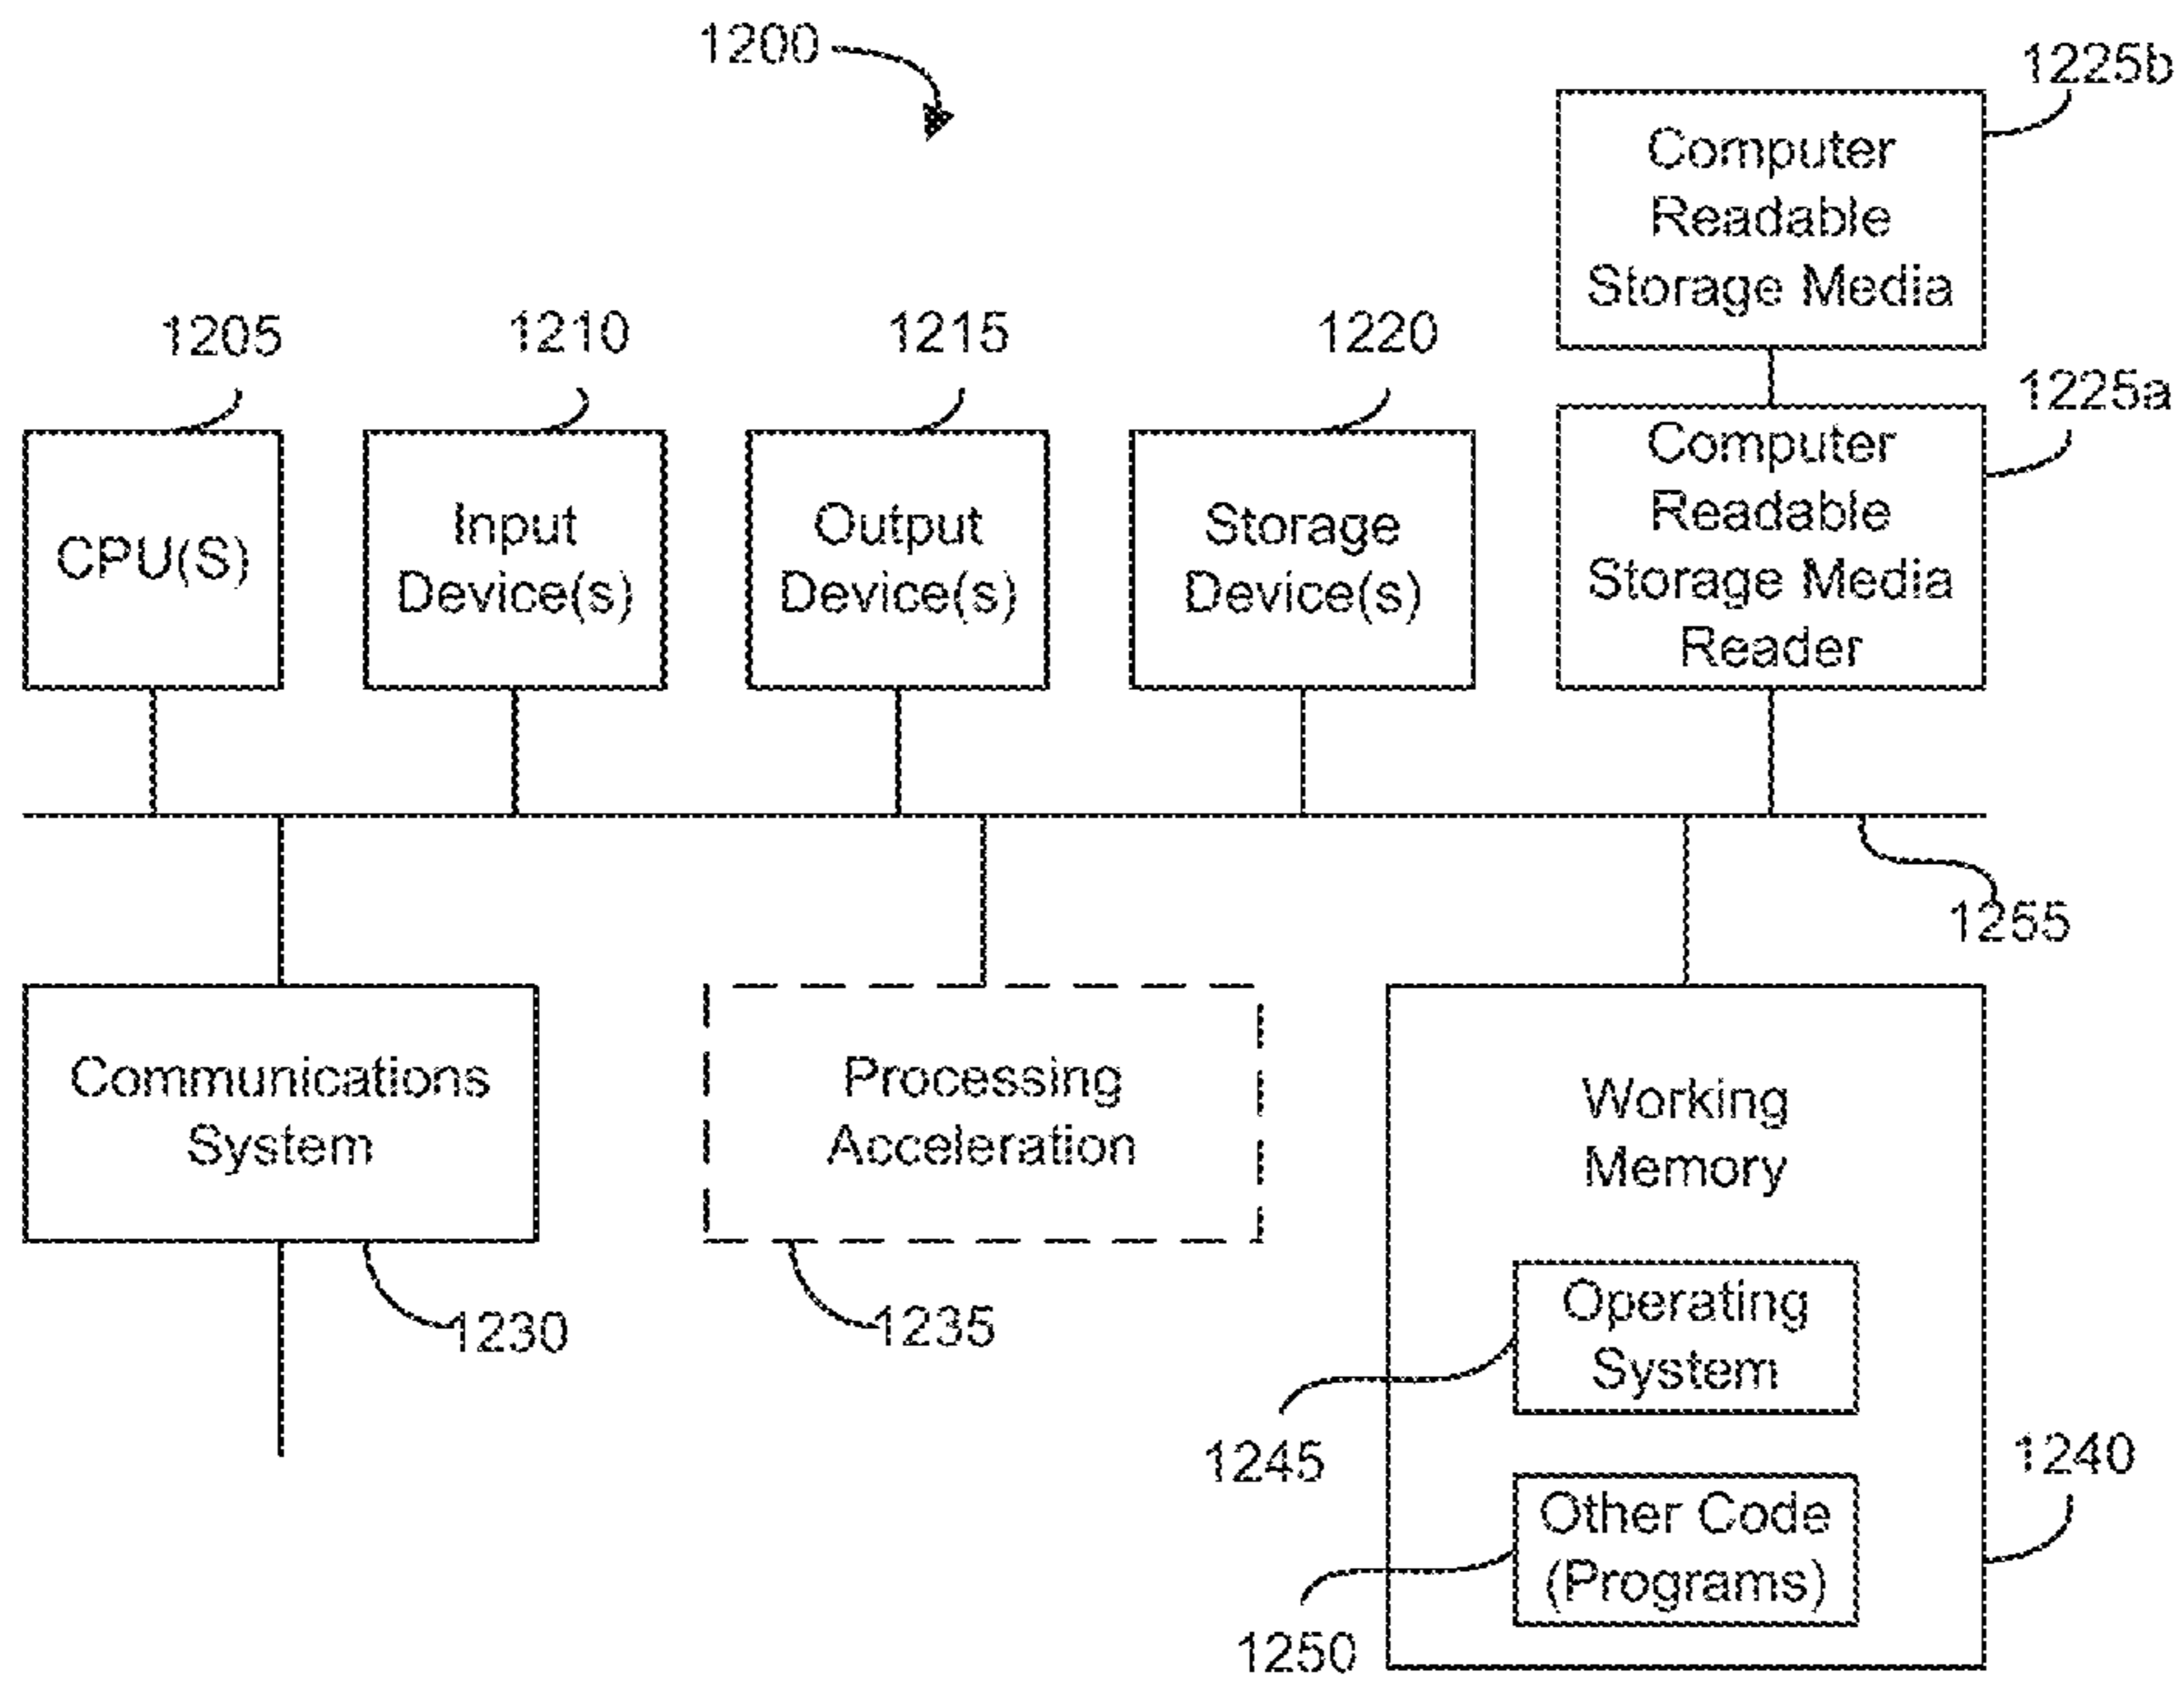 1200
1225b
Computer
Readable
Storage Media
1205
1210
1215
1220
1225a
CPU(S)
Input
Device(s)
Output
Device(s)
Storage
Device(s)
Computer
Readable
Storage Media
Reader
1255
Communications
System
Processing
Acceleration
Working
Memory
1230
1235
Operating
System
1245
1240
Other Code
(Programs)
1250